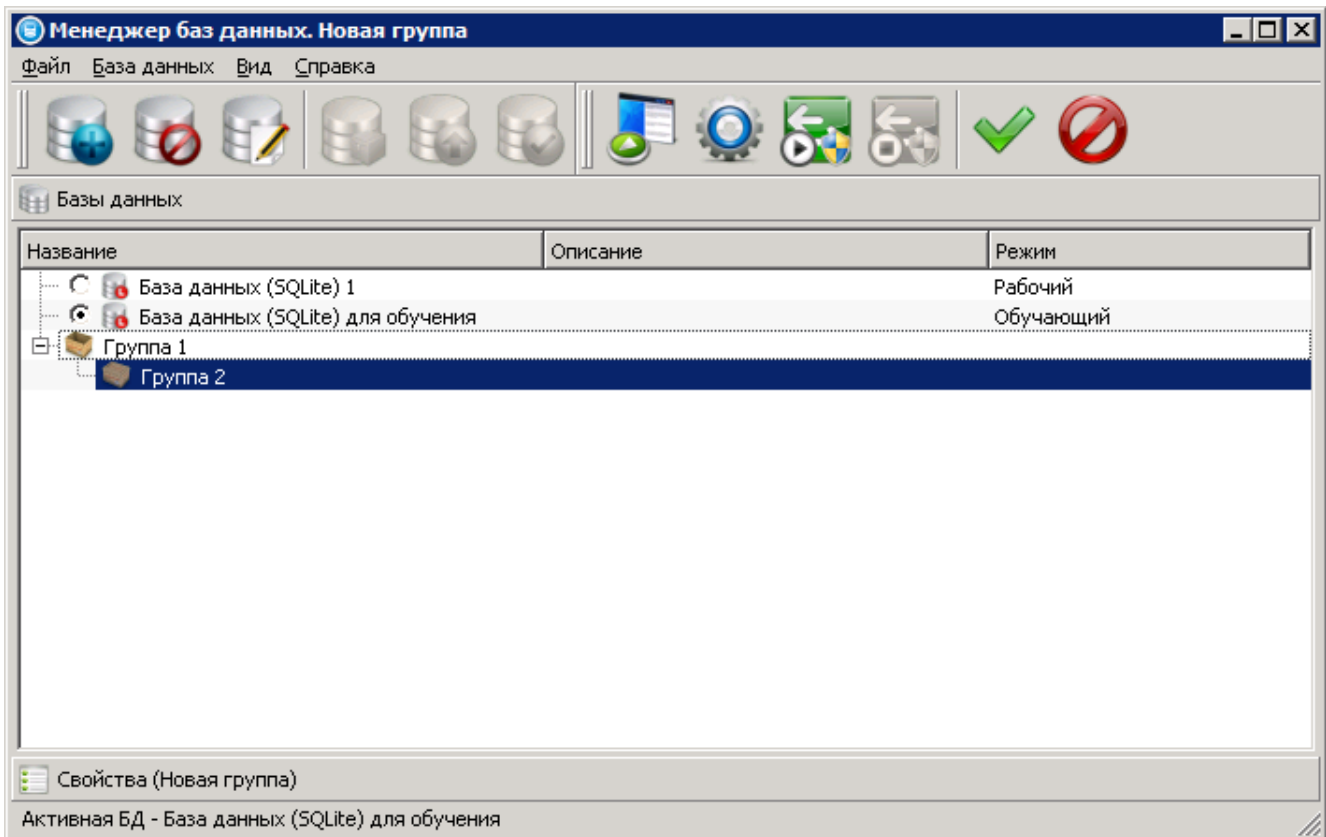 Менеджер баз данных. Новая группа
Файл База данных Вид Справка
Базы данных
Название Описание Режим
База данных (SQLite) 1 Рабочий
База данных (SQLite) для обучения Обучающий
Группа 1
Группа 2
Свойства (Новая группа)
Активная БД - База данных (SQLite) для обучения